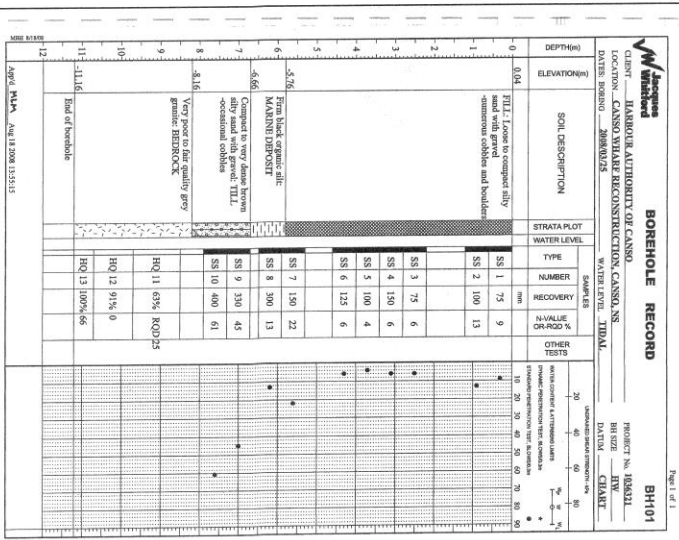 Page 1 of 1
Jacques Whitford
BOREHOLE RECORD
BH101
CLIENT HARBOUR AUTHORITY OF CANSO
PROJECT No. 1036321
LOCATION CANSO WHARF RECONSTRUCTION, CANSO, NS
BH SIZE HW
DATES: BORING 2008/03/25
WATER LEVEL TIDAL
DATUM CHART
DEPTH(m)
ELEVATION(m)
SOIL DESCRIPTION
STRATA PLOT
WATER LEVEL
SAMPLES
TYPE
NUMBER
RECOVERY
N-VALUE OR-RQD %
OTHER TESTS
UNDRAINED SHEAR STRENGTH - kPa
20 40 60 80
WATER CONTENT & ATTERBERG LIMITS
Wp W WL
DYNAMIC PENETRATION TEST, BLOWS/0.3m
STANDARD PENETRATION TEST, BLOWS/0.3m
10 20 30 40 50 60 70 80 90
mm
0
0.04
FILL: Loose to compact silty sand with gravel
-numerous cobbles and boulders
SS 1 75 9
SS 2 100 13
1
2
SS 3 75 6
3
SS 4 150 6
SS 5 100 4
4
SS 6 125 6
5
-5.76
Firm black organic silt: MARINE DEPOSIT
SS 7 150 22
6
SS 8 300 13
-6.66
Compact to very dense brown silty sand with gravel: TILL
-occasional cobbles
7
SS 9 330 45
SS 10 400 61
8
-8.16
Very poor to fair quality grey granite: BEDROCK
9
HQ 11 63% RQD25
10
HQ 12 91% 0
11
HQ 13 100% 66
-11.16
End of borehole
12
App'd MLM Aug 18 2008 13:55:15